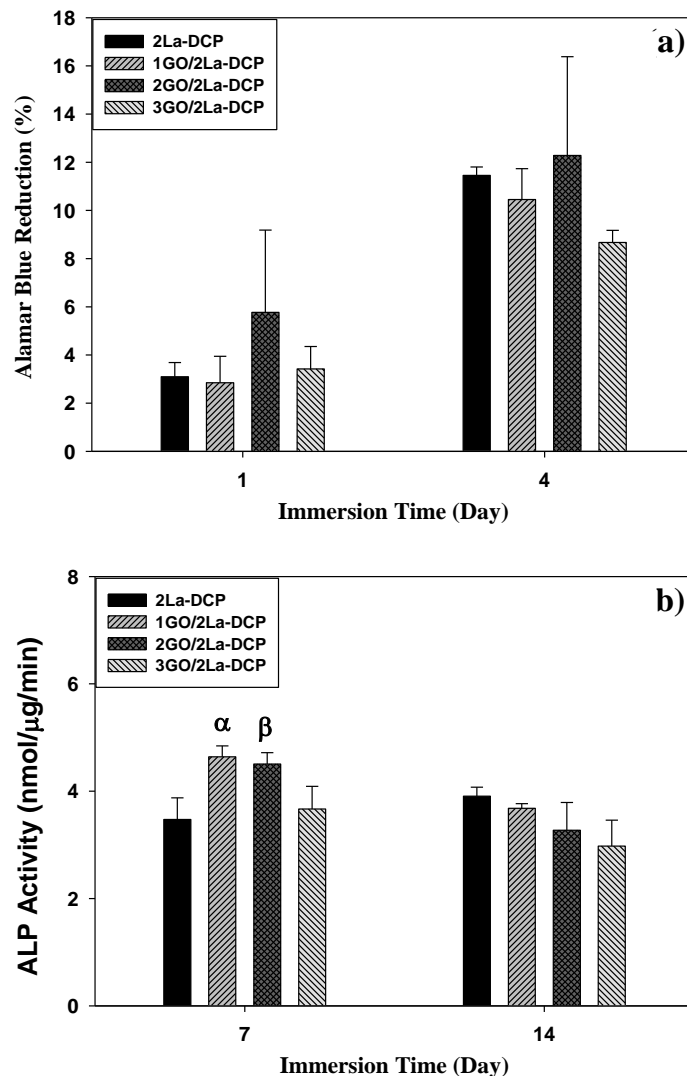 a)
2La-DCP
1GO/2La-DCP
2GO/2La-DCP
3GO/2La-DCP
Alamar Blue Reduction (%)
18
16
14
12
10
8
6
4
2
0
1 4
Immersion Time (Day)
b)
2La-DCP
1GO/2La-DCP
2GO/2La-DCP
3GO/2La-DCP
ALP Activity (nmol/μg/min)
8
6
4
2
0
α β
7 14
Immersion Time (Day)